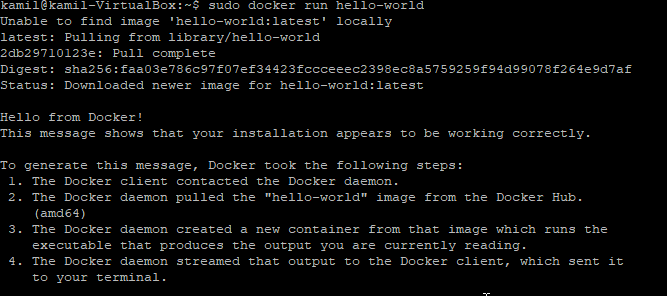 kamil@kamil-VirtualBox:~$ sudo docker run hello-world
Unable to find image 'hello-world:latest' locally
latest: Pulling from library/hello-world
2db29710123e: Pull complete
Digest: sha256:faa03e786c97f07ef34423fccceeec2398ec8a5759259f94d99078f264e9d7af
Status: Downloaded newer image for hello-world:latest

Hello from Docker!
This message shows that your installation appears to be working correctly.

To generate this message, Docker took the following steps:
 1. The Docker client contacted the Docker daemon.
 2. The Docker daemon pulled the "hello-world" image from the Docker Hub.
    (amd64)
 3. The Docker daemon created a new container from that image which runs the
    executable that produces the output you are currently reading.
 4. The Docker daemon streamed that output to the Docker client, which sent it
    to your terminal.